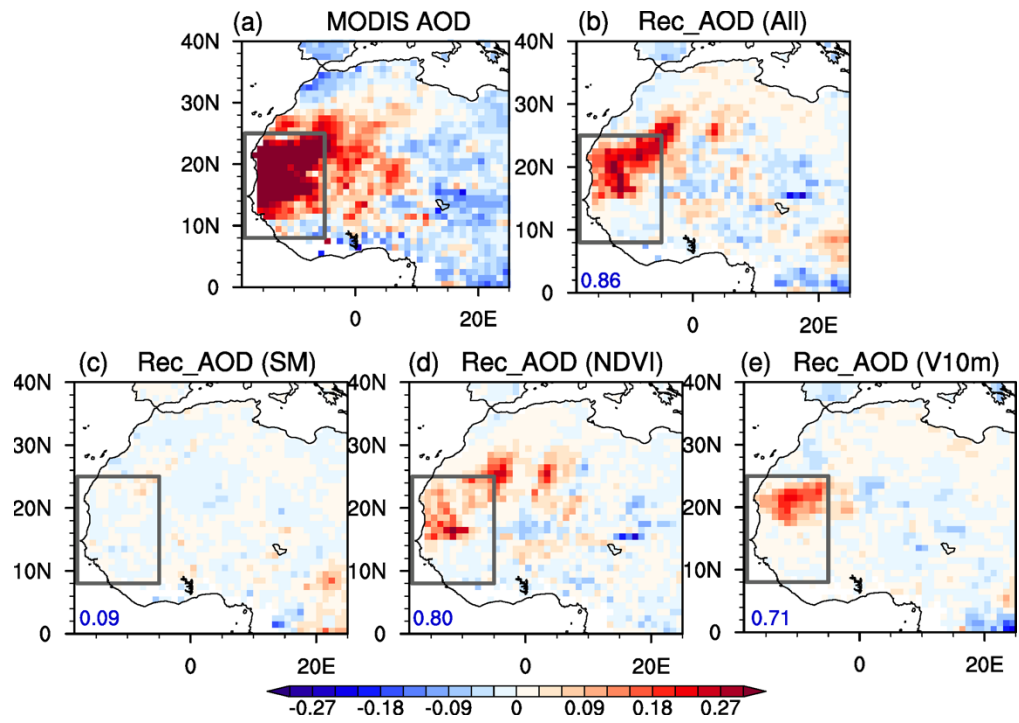 (a) MODIS AOD
(b) Rec_AOD (All)
40N
30N
20N
10N
0
0
20E
40N
30N
20N
10N
0
0.86
0
20E
(c) Rec_AOD (SM)
(d) Rec_AOD (NDVI)
(e) Rec_AOD (V10m)
40N
30N
20N
10N
0
0.09
0
20E
40N
30N
20N
10N
0
0.80
0
20E
40N
30N
20N
10N
0
0.71
0
20E
-0.27 -0.18 -0.09 0 0.09 0.18 0.27